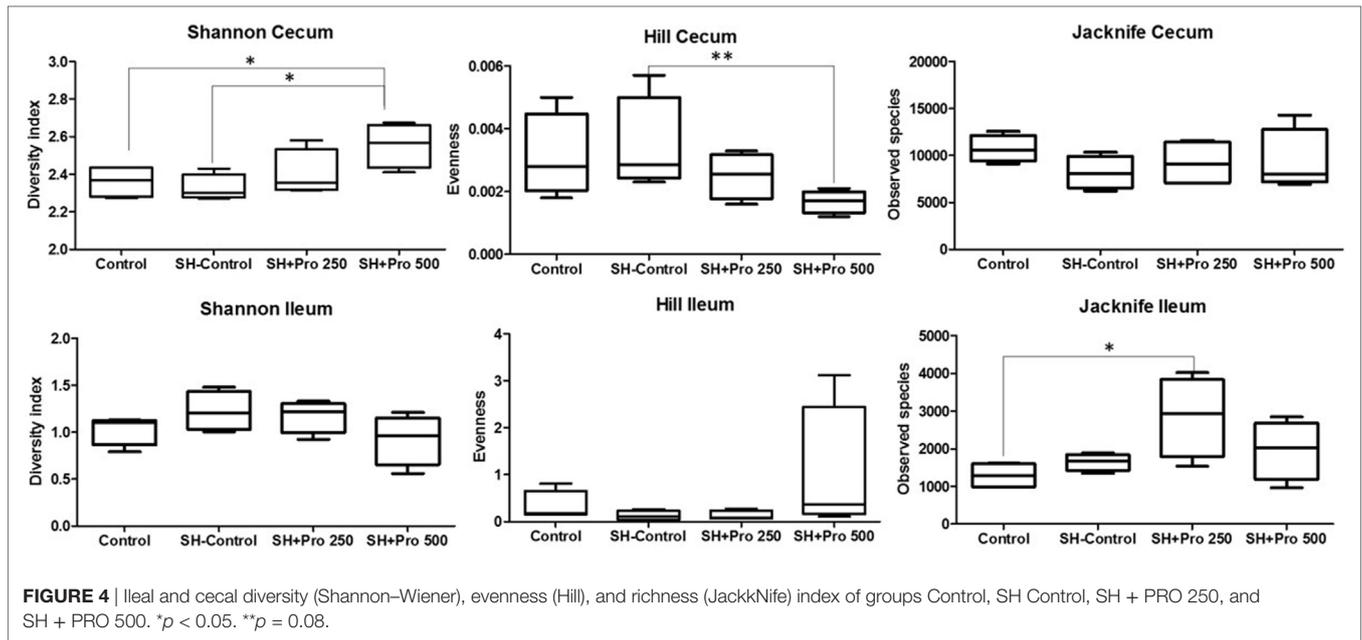 Shannon Cecum
Diversity index
3.0
2.8
2.6
2.4
2.2
2.0
*
*
Control SH-Control SH+Pro 250 SH+Pro 500
Hill Cecum
Evenness
0.006
0.004
0.002
0.000
**
Control SH-Control SH+Pro 250 SH+Pro 500
Jacknife Cecum
Observed species
20000
15000
10000
5000
0
Control SH-Control SH+Pro 250 SH+Pro 500
Shannon Ileum
Diversity index
2.0
1.5
1.0
0.5
0.0
Control SH-Control SH+Pro 250 SH+Pro 500
Hill Ileum
Evenness
4
3
2
1
0
Control SH-Control SH+Pro 250 SH+Pro 500
Jacknife Ileum
Observed species
5000
4000
3000
2000
1000
0
*
Control SH-Control SH+Pro 250 SH+Pro 500
FIGURE 4 | Ileal and cecal diversity (Shannon–Wiener), evenness (Hill), and richness (JackkNife) index of groups Control, SH Control, SH + PRO 250, and
SH + PRO 500. *p < 0.05. **p = 0.08.